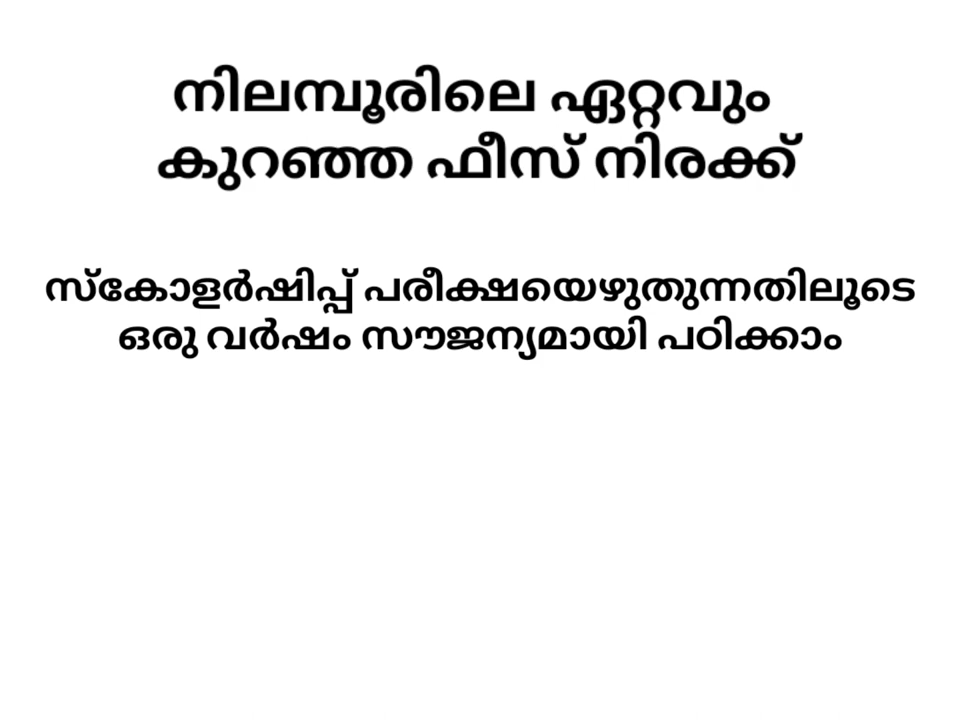 നിലമ്പൂരിലെ ഏറ്റവും
കുറഞ്ഞ ഫീസ് നിരക്ക്
സ്കോളർഷിപ്പ് പരീക്ഷയെഴുതുന്നതിലൂടെ
ഒരു വർഷം സൗജന്യമായി പഠിക്കാം